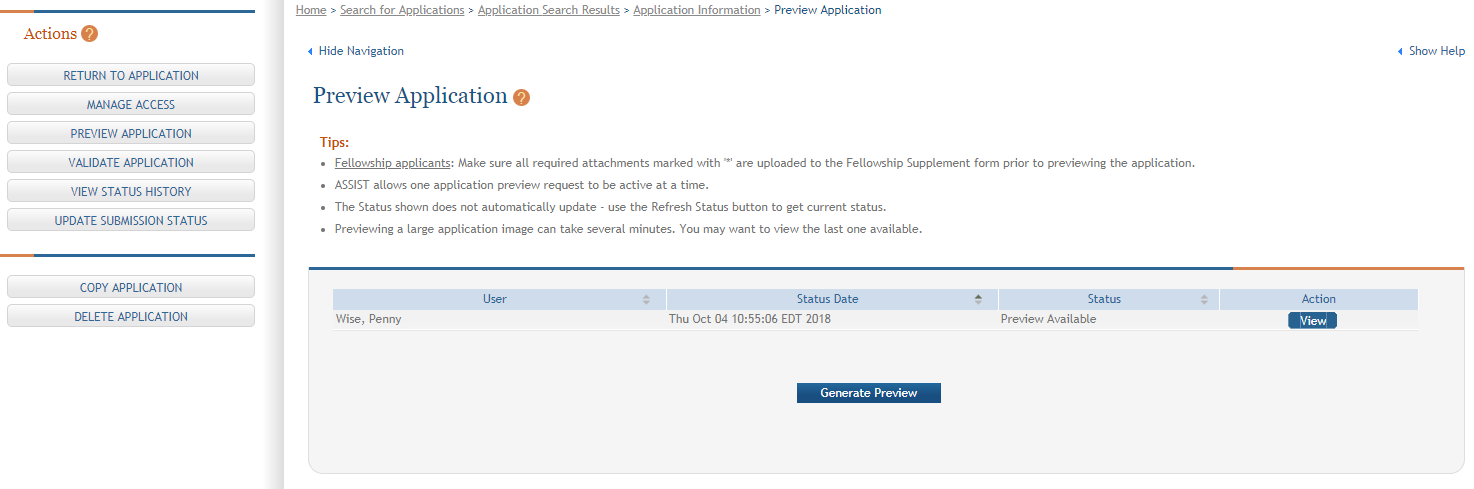 Actions ?
RETURN TO APPLICATION
MANAGE ACCESS
PREVIEW APPLICATION
VALIDATE APPLICATION
VIEW STATUS HISTORY
UPDATE SUBMISSION STATUS
COPY APPLICATION
DELETE APPLICATION
Home > Search for Applications > Application Search Results > Application Information > Preview Application
Hide Navigation
Show Help
Preview Application ?
Tips:
• Fellowship applicants: Make sure all required attachments marked with '*' are uploaded to the Fellowship Supplement form prior to previewing the application.
• ASSIST allows one application preview request to be active at a time.
• The Status shown does not automatically update - use the Refresh Status button to get current status.
• Previewing a large application image can take several minutes. You may want to view the last one available.
User Status Date Status Action
Wise, Penny Thu Oct 04 10:55:06 EDT 2018 Preview Available View
Generate Preview